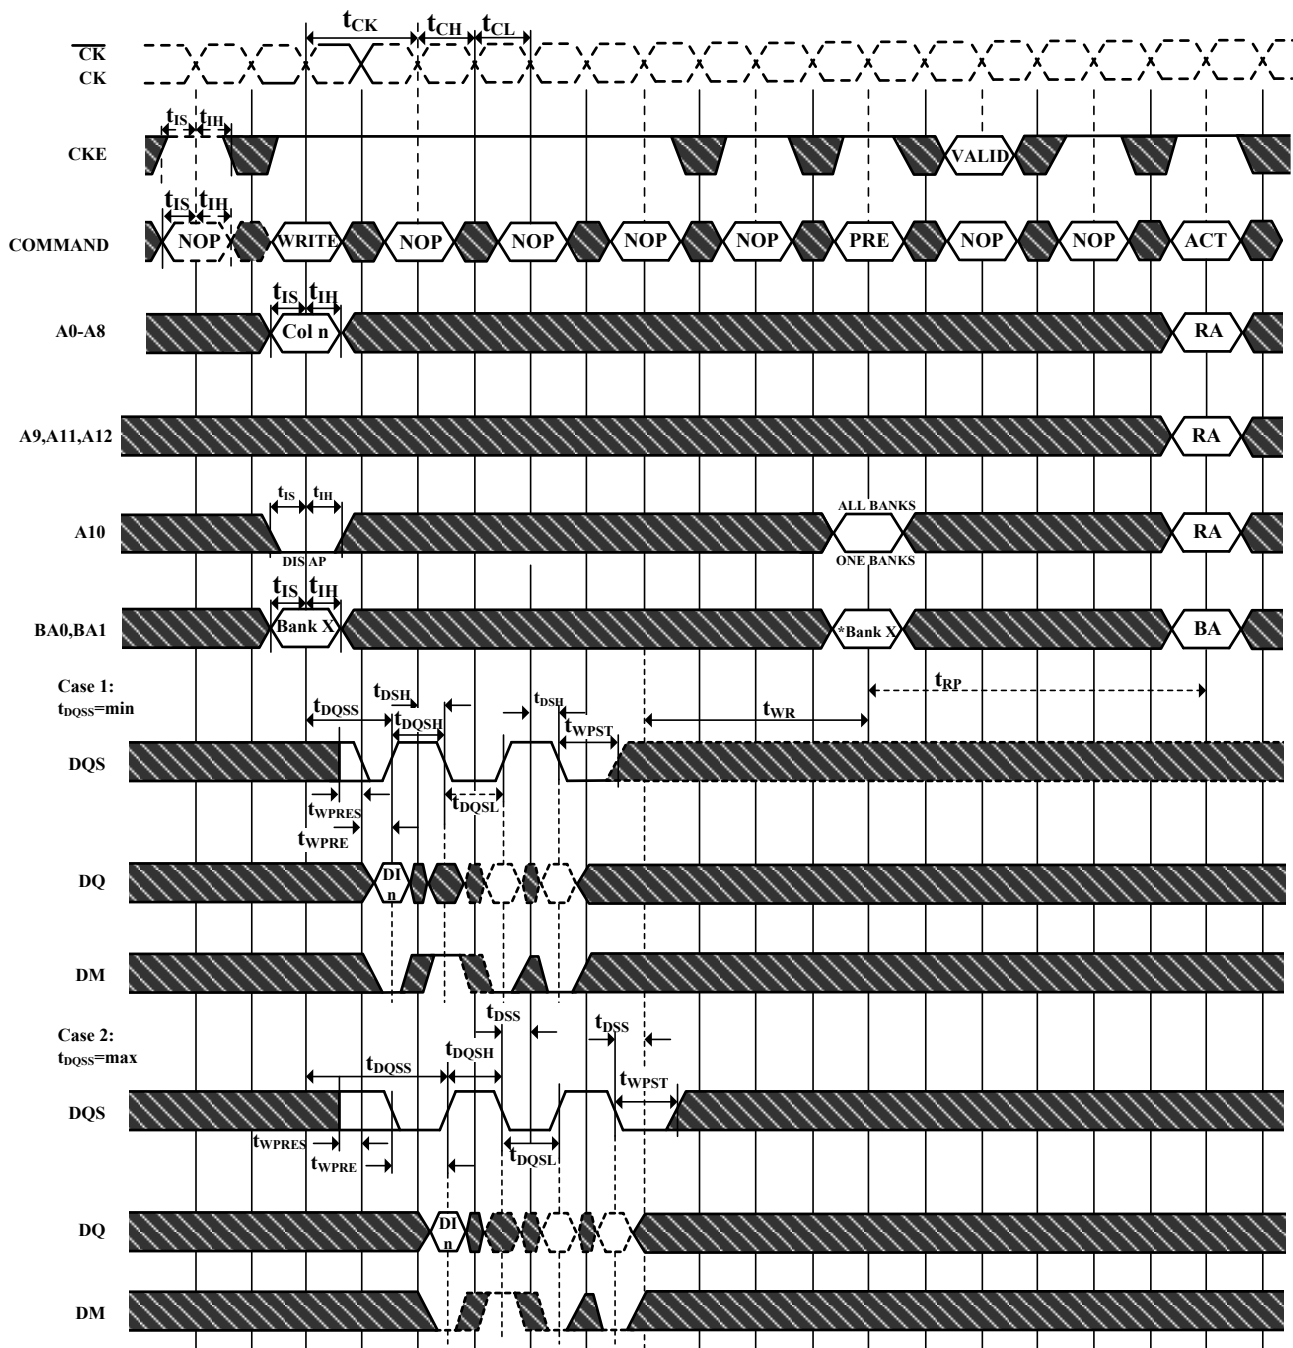 tCK tCH tCL
CK
CK
tIS tIH
CKE VALID
tIS tIH
COMMAND NOP WRITE NOP NOP NOP NOP PRE NOP NOP ACT
tIS tIH
A0-A8 Col n RA
A9,A11,A12 RA
tIS tIH ALL BANKS
A10 RA
DIS AP ONE BANKS
tIS tIH
BA0,BA1 Bank X *Bank X BA
Case 1:
tDQSS=min
tDQSS tDSH tDQSH tDSH tWPST tWR tRP
DQS
tWPRES tDQSL
tWPRE
DQ DI
n
DM
Case 2:
tDQSS=max
tDSS tDSS
tDQSS tDQSH tWPST
DQS
tWPRES tWPRE tDQSL
DQ DI
n
DM